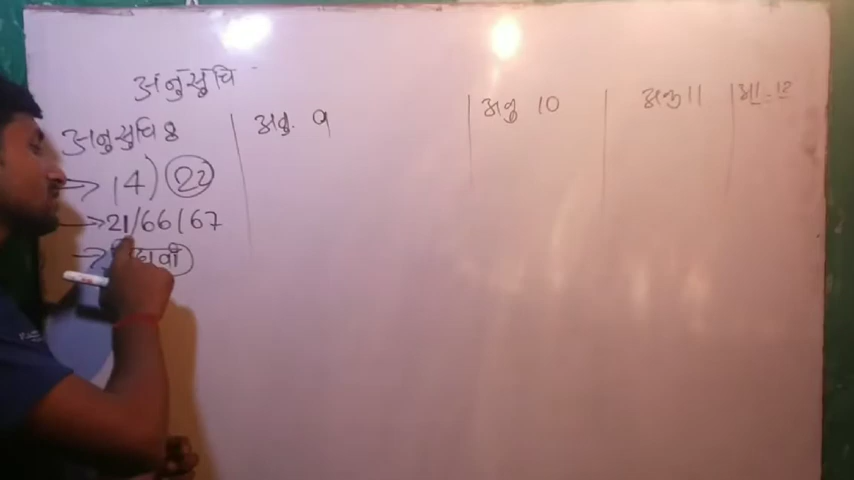 अनुसुचि
अनुसुचि 8
अनु. 9
अनु 10
अनु 11
→ 14) 22
→ 21/66/67
→